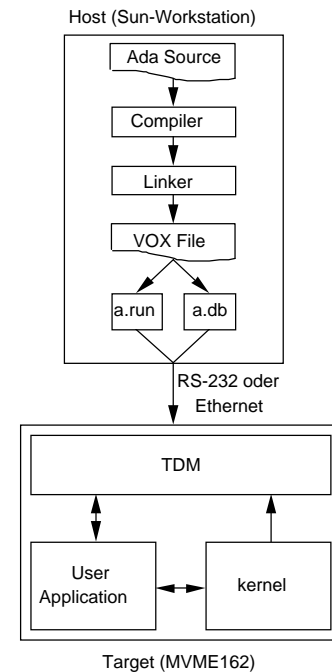 Host (Sun-Workstation)
Ada Source
Compiler
Linker
VOX File
a.run
a.db
RS-232 oder
Ethernet
TDM
User
Application
kernel
Target (MVME162)